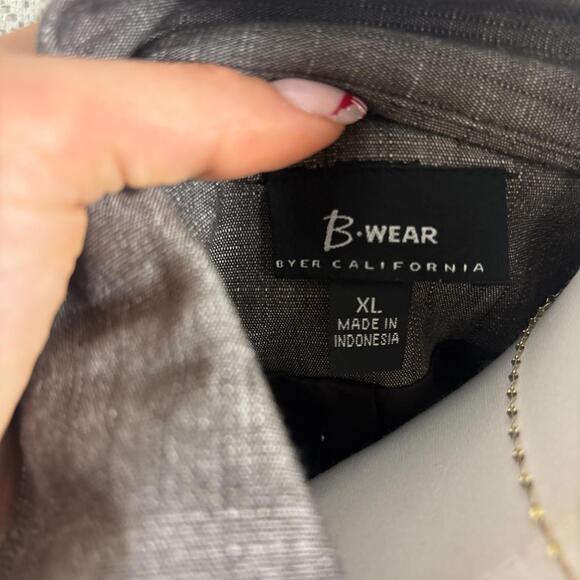 B·WEAR
BYER CALIFORNIA
XL
MADE IN
INDONESIA